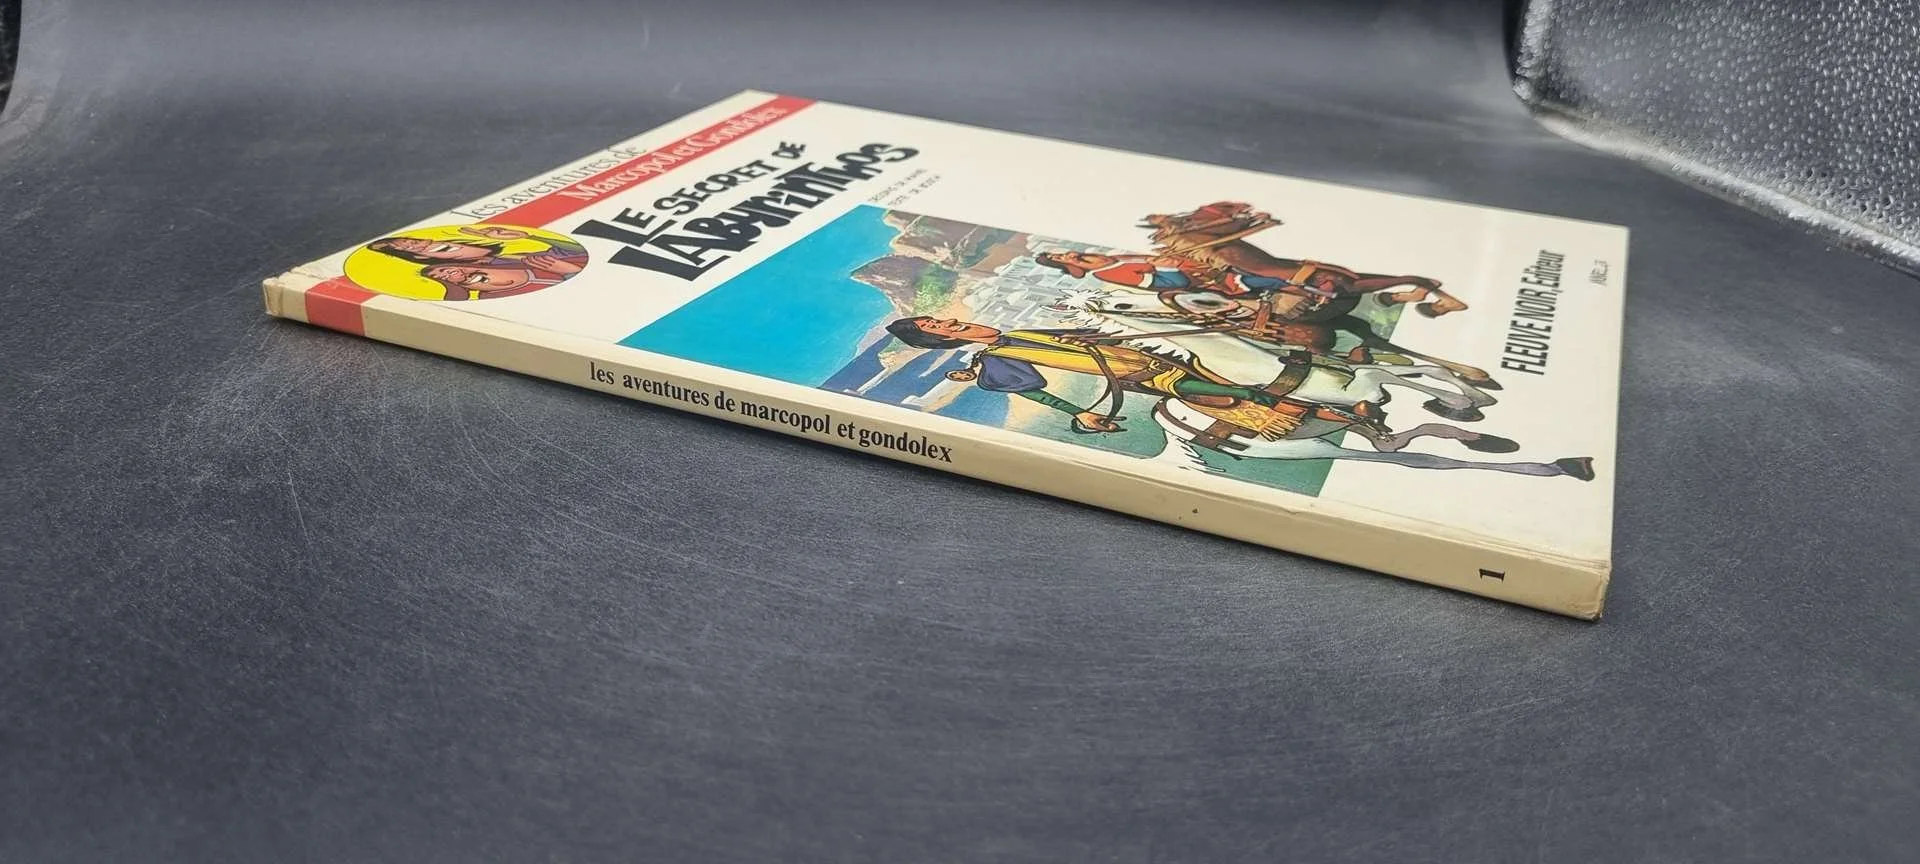 les aventures de
Marcopol et Gondolex
LE SECRET DE
LABYRINTHOS
FLEUVE NOIR, Éditeur
les aventures de marcopol et gondolex
1